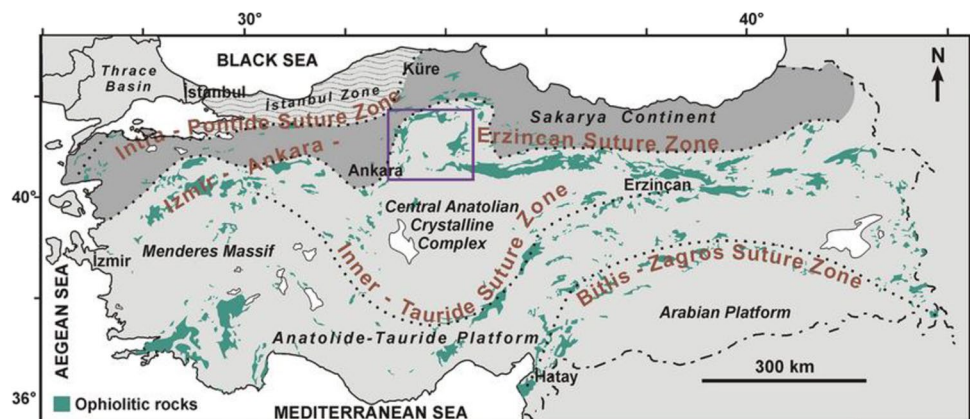 30°
40°
BLACK SEA
N
Thrace
Basin
İstanbul
İstanbul Zone
Küre
Sakarya Continent
Intra - Pontide Suture Zone
Izmir - Ankara -
Erzincan Suture Zone
Ankara
Erzincan
40°
Central Anatolian
Crystalline
Complex
Menderes Massif
İzmir
Inner - Tauride Suture Zone
Bitlis - Zagros Suture Zone
Arabian Platform
AEGEAN SEA
Anatolide-Tauride Platform
Hatay
300 km
36°
Ophiolitic rocks
MEDITERRANEAN SEA